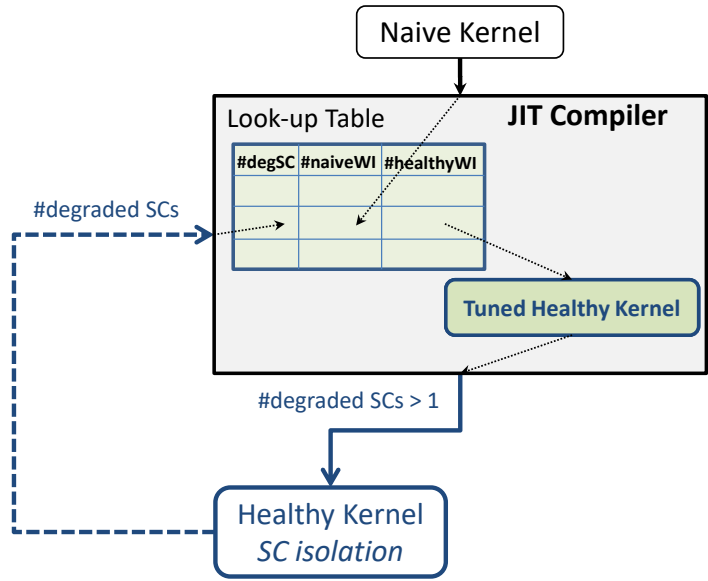 Naive Kernel
JIT Compiler
Look-up Table
#degSC #naiveWI #healthyWI
#degraded SCs
Tuned Healthy Kernel
#degraded SCs > 1
Healthy Kernel
SC isolation